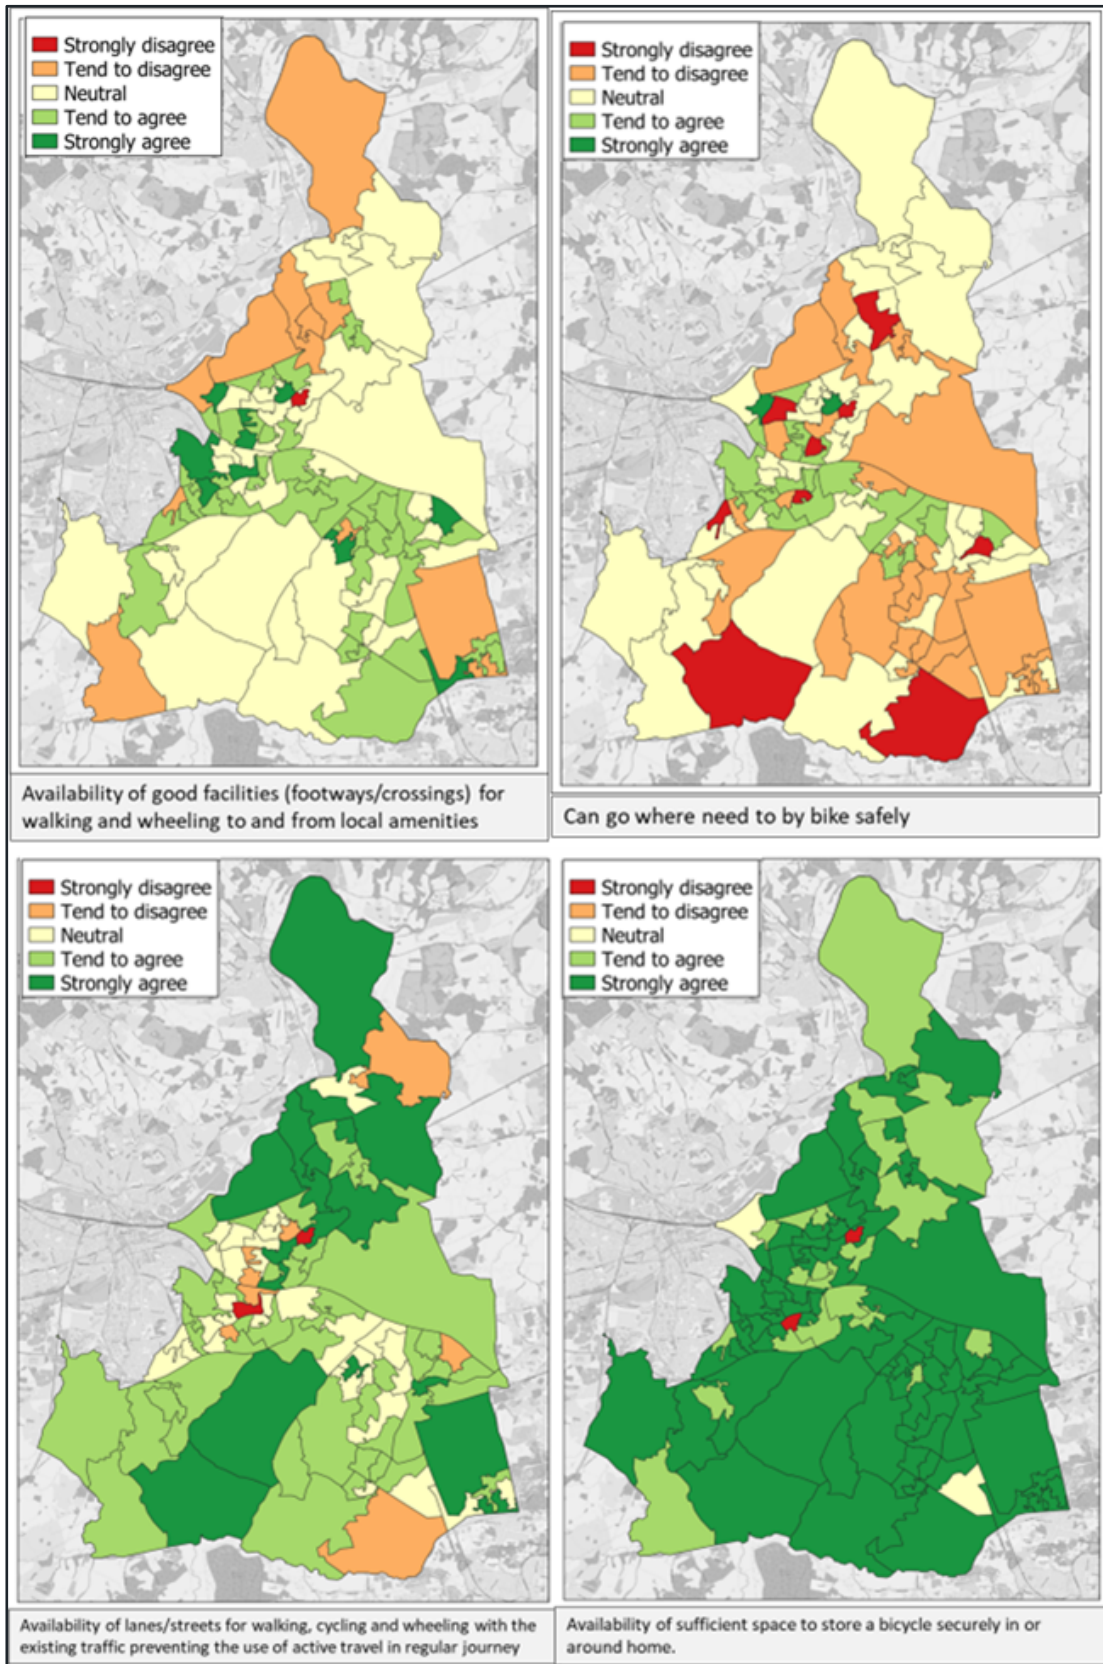 Strongly disagree
Tend to disagree
Neutral
Tend to agree
Strongly agree
Availability of good facilities (footways/crossings) for
walking and wheeling to and from local amenities
Strongly disagree
Tend to disagree
Neutral
Tend to agree
Strongly agree
Can go where need to by bike safely
Strongly disagree
Tend to disagree
Neutral
Tend to agree
Strongly agree
Availability of lanes/streets for walking, cycling and wheeling with the
existing traffic preventing the use of active travel in regular journey
Strongly disagree
Tend to disagree
Neutral
Tend to agree
Strongly agree
Availability of sufficient space to store a bicycle securely in or
around home.